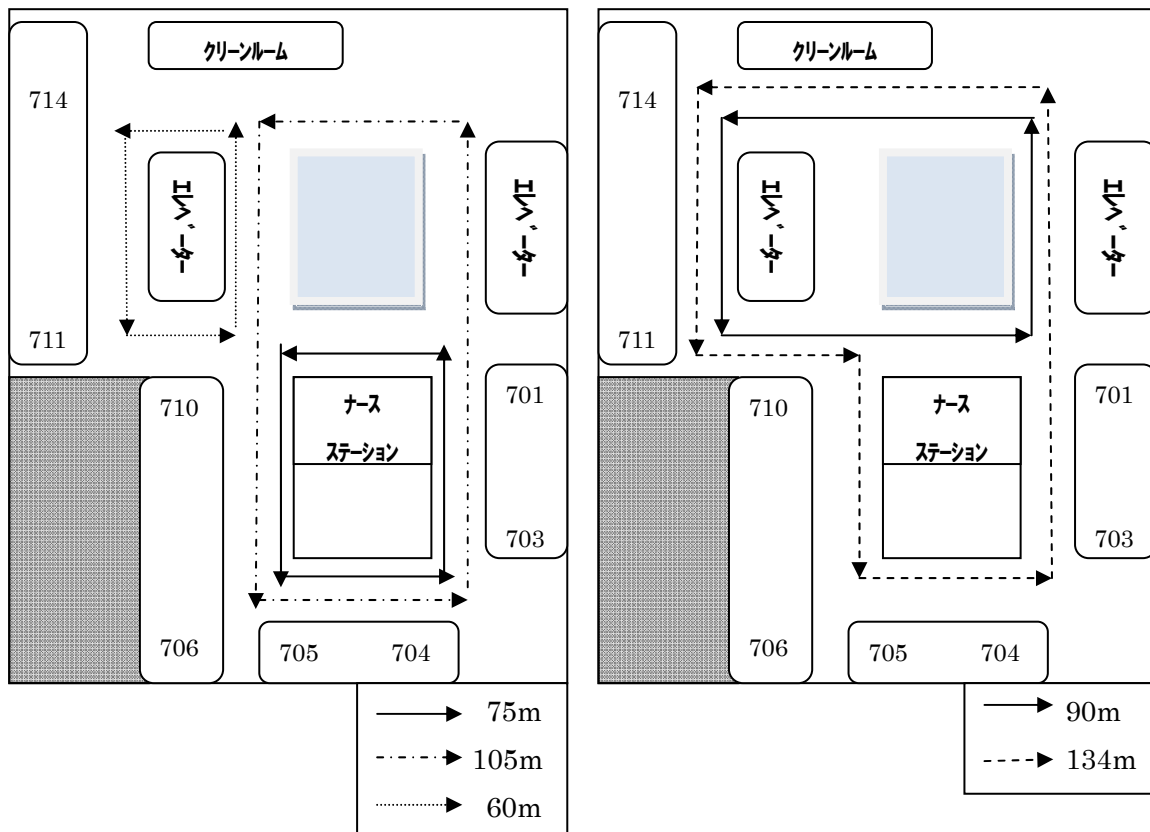 クリーンルーム
714
エレベーター
エレベーター
711
701
710
ナース
ステーション
703
706
705 704
75m
105m
60m
クリーンルーム
714
エレベーター
エレベーター
711
701
710
ナース
ステーション
703
706
705 704
90m
134m